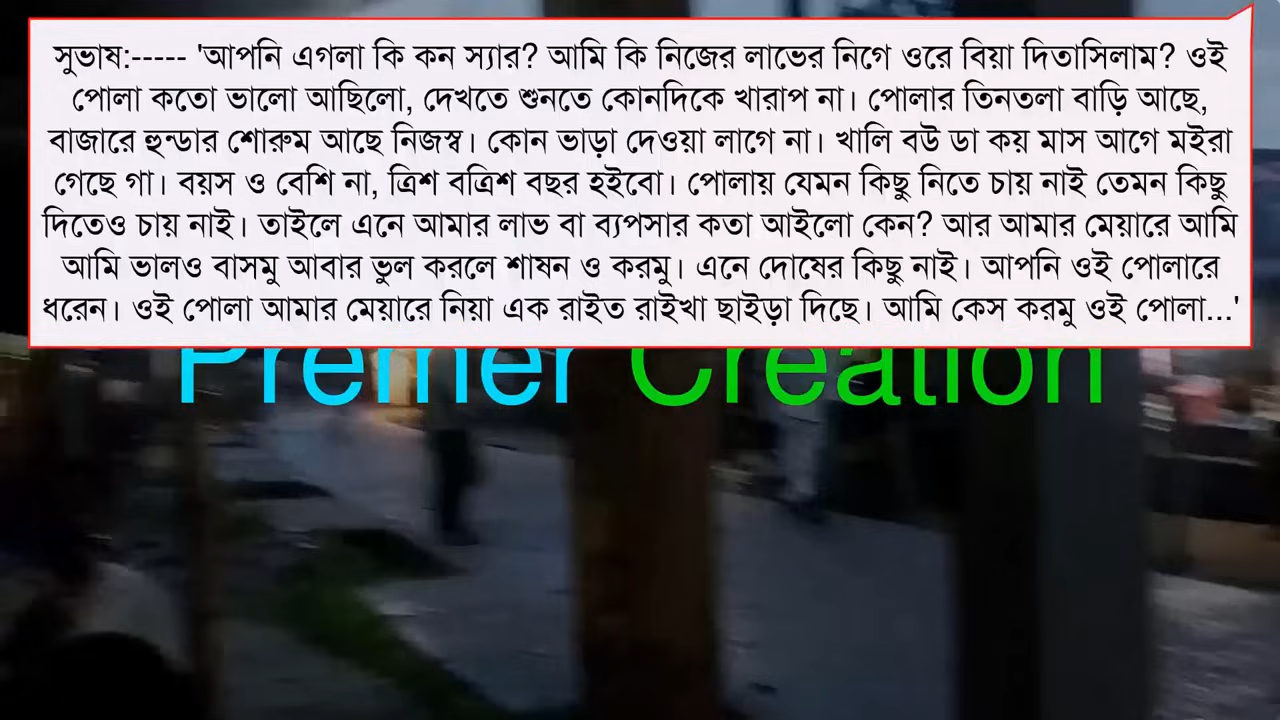 সুভাষ:----- 'আপনি এগলা কি কন স্যার? আমি কি নিজের লাভের নিগে ওরে বিয়া দিতাসিলাম? ওই
পোলা কতো ভালো আছিলো, দেখতে শুনতে কোনদিকে খারাপ না। পোলার তিনতলা বাড়ি আছে,
বাজারে হুন্ডার শোরুম আছে নিজস্ব। কোন ভাড়া দেওয়া লাগে না। খালি বউ ডা কয় মাস আগে মইরা
গেছে গা। বয়স ও বেশি না, ত্রিশ বত্রিশ বছর হইবো। পোলায় যেমন কিছু নিতে চায় নাই তেমন কিছু
দিতেও চায় নাই। তাইলে এনে আমার লাভ বা ব্যপসার কতা আইলো কেন? আর আমার মেয়ারে আমি
আমি ভালও বাসমু আবার ভুল করলে শাষন ও করমু। এনে দোষের কিছু নাই। আপনি ওই পোলারে
ধরেন। ওই পোলা আমার মেয়ারে নিয়া এক রাইত রাইখা ছাইড়া দিছে। আমি কেস করমু ওই পোলা...'
Premier Creation